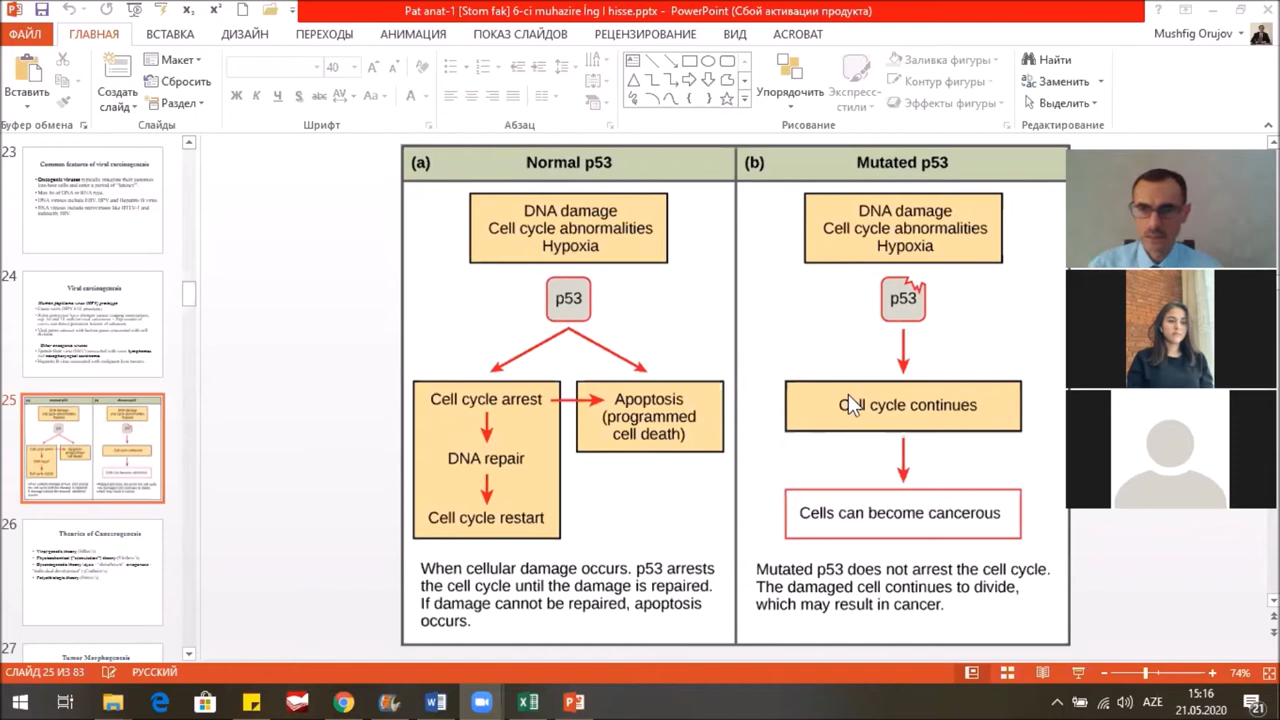 Pat anat-1 [Stom fak] 6-ci muhazire İng I hisse.pptx - PowerPoint (Сбой активации продукта)
ФАЙЛ ГЛАВНАЯ ВСТАВКА ДИЗАЙН ПЕРЕХОДЫ АНИМАЦИЯ ПОКАЗ СЛАЙДОВ РЕЦЕНЗИРОВАНИЕ ВИД ACROBAT Mushfig Orujov
Вставить
Создать слайд
Макет
Сбросить
Раздел
40
Ж К Ч S abc AV Aa A
Упорядочить
Экспресс-стили
Заливка фигуры
Контур фигуры
Эффекты фигуры
Найти
Заменить
Выделить
Буфер обмена Слайды Шрифт Абзац Рисование Редактирование
23
Common features of viral carcinogenesis
24
Viral carcinogenesis
25
26
Theories of Cancerogenesis
27
Tumor Morphogenesis
(a) Normal p53
DNA damage
Cell cycle abnormalities
Hypoxia
p53
Cell cycle arrest
DNA repair
Cell cycle restart
Apoptosis
(programmed
cell death)
When cellular damage occurs. p53 arrests
the cell cycle until the damage is repaired.
If damage cannot be repaired, apoptosis
occurs.
(b) Mutated p53
DNA damage
Cell cycle abnormalities
Hypoxia
p53
Cell cycle continues
Cells can become cancerous
Mutated p53 does not arrest the cell cycle.
The damaged cell continues to divide,
which may result in cancer.
СЛАЙД 25 ИЗ 83 РУССКИЙ 74%
AZE
15:16
21.05.2020
21